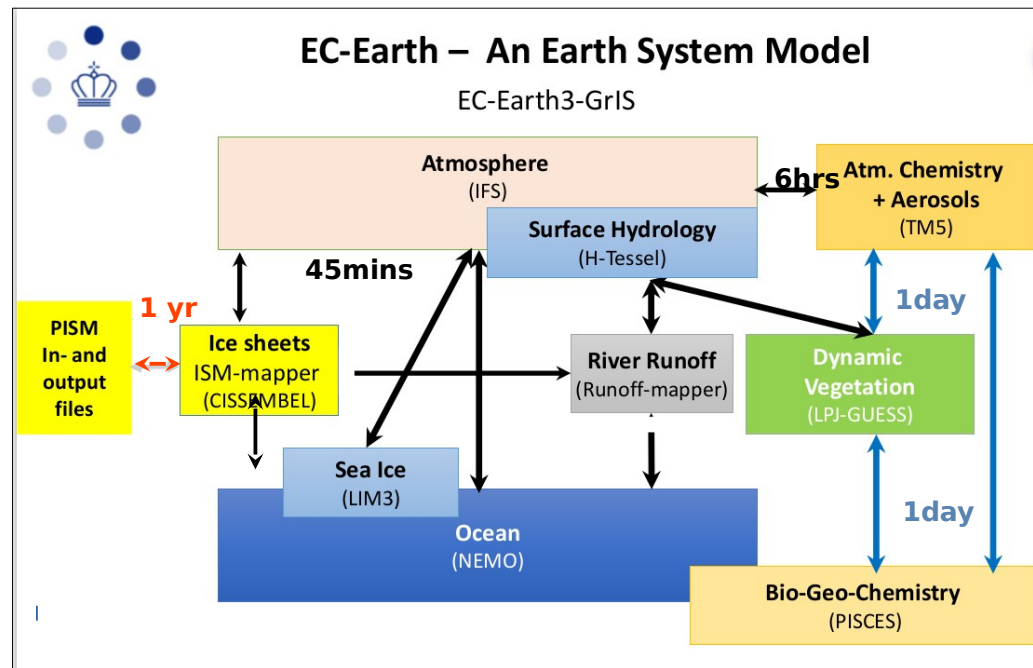 EC-Earth – An Earth System Model
EC-Earth3-GrIS
Atmosphere
(IFS)
6hrs
Atm. Chemistry
+ Aerosols
(TM5)
Surface Hydrology
(H-Tessel)
45mins
1 yr
1day
PISM
In- and
output
files
Ice sheets
ISM-mapper
(CISSEMBEL)
River Runoff
(Runoff-mapper)
Dynamic
Vegetation
(LPJ-GUESS)
Sea Ice
(LIM3)
1day
Ocean
(NEMO)
Bio-Geo-Chemistry
(PISCES)